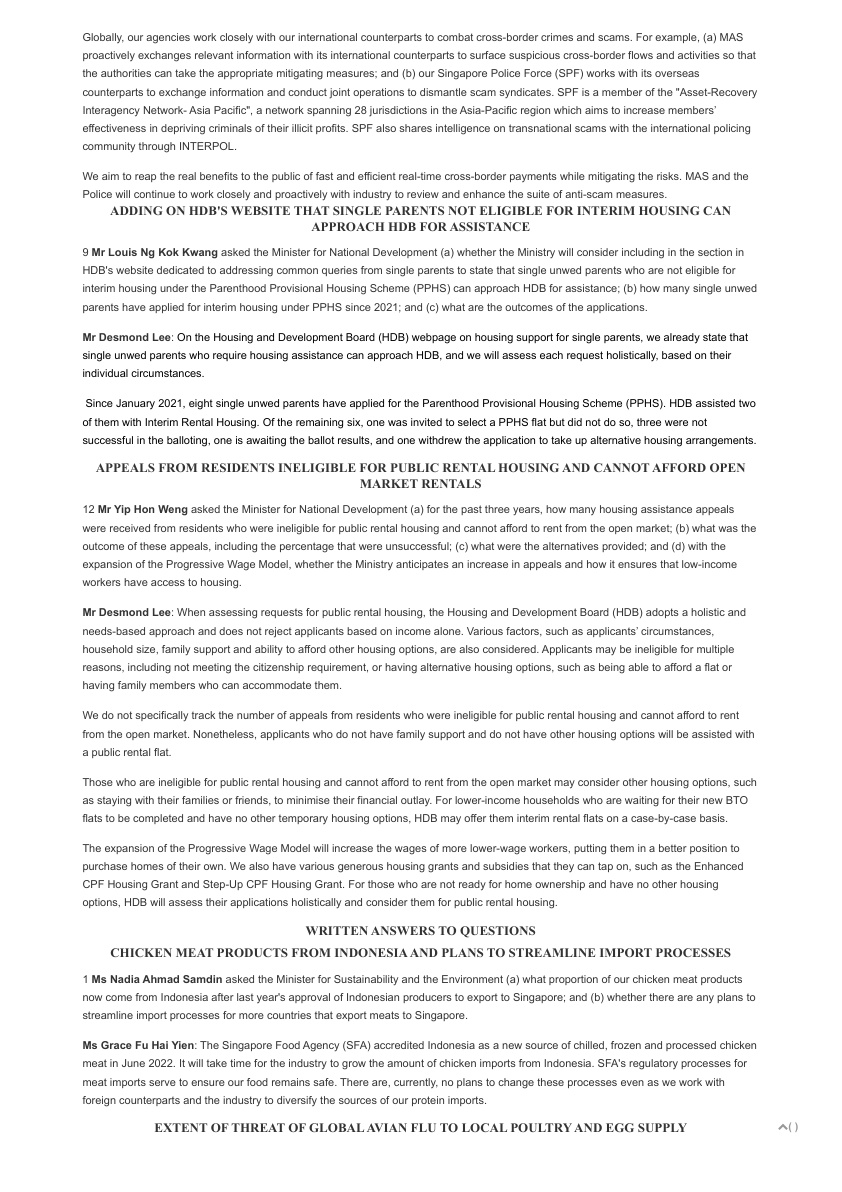 Globally, our agencies work closely with our international counterparts to combat cross-border crimes and scams. For example, (a) MAS
proactively exchanges relevant information with its international counterparts to surface suspicious cross-border flows and activities so that
the authorities can take the appropriate mitigating measures; and (b) our Singapore Police Force (SPF) works with its overseas
counterparts to exchange information and conduct joint operations to dismantle scam syndicates. SPF is a member of the "Asset-Recovery
Interagency Network- Asia Pacific", a network spanning 28 jurisdictions in the Asia-Pacific region which aims to increase members’
effectiveness in depriving criminals of their illicit profits. SPF also shares intelligence on transnational scams with the international policing
community through INTERPOL.
We aim to reap the real benefits to the public of fast and efficient real-time cross-border payments while mitigating the risks. MAS and the
Police will continue to work closely and proactively with industry to review and enhance the suite of anti-scam measures.
ADDING ON HDB'S WEBSITE THAT SINGLE PARENTS NOT ELIGIBLE FOR INTERIM HOUSING CAN
APPROACH HDB FOR ASSISTANCE
9 Mr Louis Ng Kok Kwang asked the Minister for National Development (a) whether the Ministry will consider including in the section in
HDB's website dedicated to addressing common queries from single parents to state that single unwed parents who are not eligible for
interim housing under the Parenthood Provisional Housing Scheme (PPHS) can approach HDB for assistance; (b) how many single unwed
parents have applied for interim housing under PPHS since 2021; and (c) what are the outcomes of the applications.
Mr Desmond Lee: On the Housing and Development Board (HDB) webpage on housing support for single parents, we already state that
single unwed parents who require housing assistance can approach HDB, and we will assess each request holistically, based on their
individual circumstances.
Since January 2021, eight single unwed parents have applied for the Parenthood Provisional Housing Scheme (PPHS). HDB assisted two
of them with Interim Rental Housing. Of the remaining six, one was invited to select a PPHS flat but did not do so, three were not
successful in the balloting, one is awaiting the ballot results, and one withdrew the application to take up alternative housing arrangements.
APPEALS FROM RESIDENTS INELIGIBLE FOR PUBLIC RENTAL HOUSING AND CANNOT AFFORD OPEN
MARKET RENTALS
12 Mr Yip Hon Weng asked the Minister for National Development (a) for the past three years, how many housing assistance appeals
were received from residents who were ineligible for public rental housing and cannot afford to rent from the open market; (b) what was the
outcome of these appeals, including the percentage that were unsuccessful; (c) what were the alternatives provided; and (d) with the
expansion of the Progressive Wage Model, whether the Ministry anticipates an increase in appeals and how it ensures that low-income
workers have access to housing.
Mr Desmond Lee: When assessing requests for public rental housing, the Housing and Development Board (HDB) adopts a holistic and
needs-based approach and does not reject applicants based on income alone. Various factors, such as applicants’ circumstances,
household size, family support and ability to afford other housing options, are also considered. Applicants may be ineligible for multiple
reasons, including not meeting the citizenship requirement, or having alternative housing options, such as being able to afford a flat or
having family members who can accommodate them.
We do not specifically track the number of appeals from residents who were ineligible for public rental housing and cannot afford to rent
from the open market. Nonetheless, applicants who do not have family support and do not have other housing options will be assisted with
a public rental flat.
Those who are ineligible for public rental housing and cannot afford to rent from the open market may consider other housing options, such
as staying with their families or friends, to minimise their financial outlay. For lower-income households who are waiting for their new BTO
flats to be completed and have no other temporary housing options, HDB may offer them interim rental flats on a case-by-case basis.
The expansion of the Progressive Wage Model will increase the wages of more lower-wage workers, putting them in a better position to
purchase homes of their own. We also have various generous housing grants and subsidies that they can tap on, such as the Enhanced
CPF Housing Grant and Step-Up CPF Housing Grant. For those who are not ready for home ownership and have no other housing
options, HDB will assess their applications holistically and consider them for public rental housing.
WRITTEN ANSWERS TO QUESTIONS
CHICKEN MEAT PRODUCTS FROM INDONESIA AND PLANS TO STREAMLINE IMPORT PROCESSES
1 Ms Nadia Ahmad Samdin asked the Minister for Sustainability and the Environment (a) what proportion of our chicken meat products
now come from Indonesia after last year's approval of Indonesian producers to export to Singapore; and (b) whether there are any plans to
streamline import processes for more countries that export meats to Singapore.
Ms Grace Fu Hai Yien: The Singapore Food Agency (SFA) accredited Indonesia as a new source of chilled, frozen and processed chicken
meat in June 2022. It will take time for the industry to grow the amount of chicken imports from Indonesia. SFA's regulatory processes for
meat imports serve to ensure our food remains safe. There are, currently, no plans to change these processes even as we work with
foreign counterparts and the industry to diversify the sources of our protein imports.
EXTENT OF THREAT OF GLOBAL AVIAN FLU TO LOCAL POULTRY AND EGG SUPPLY
( )